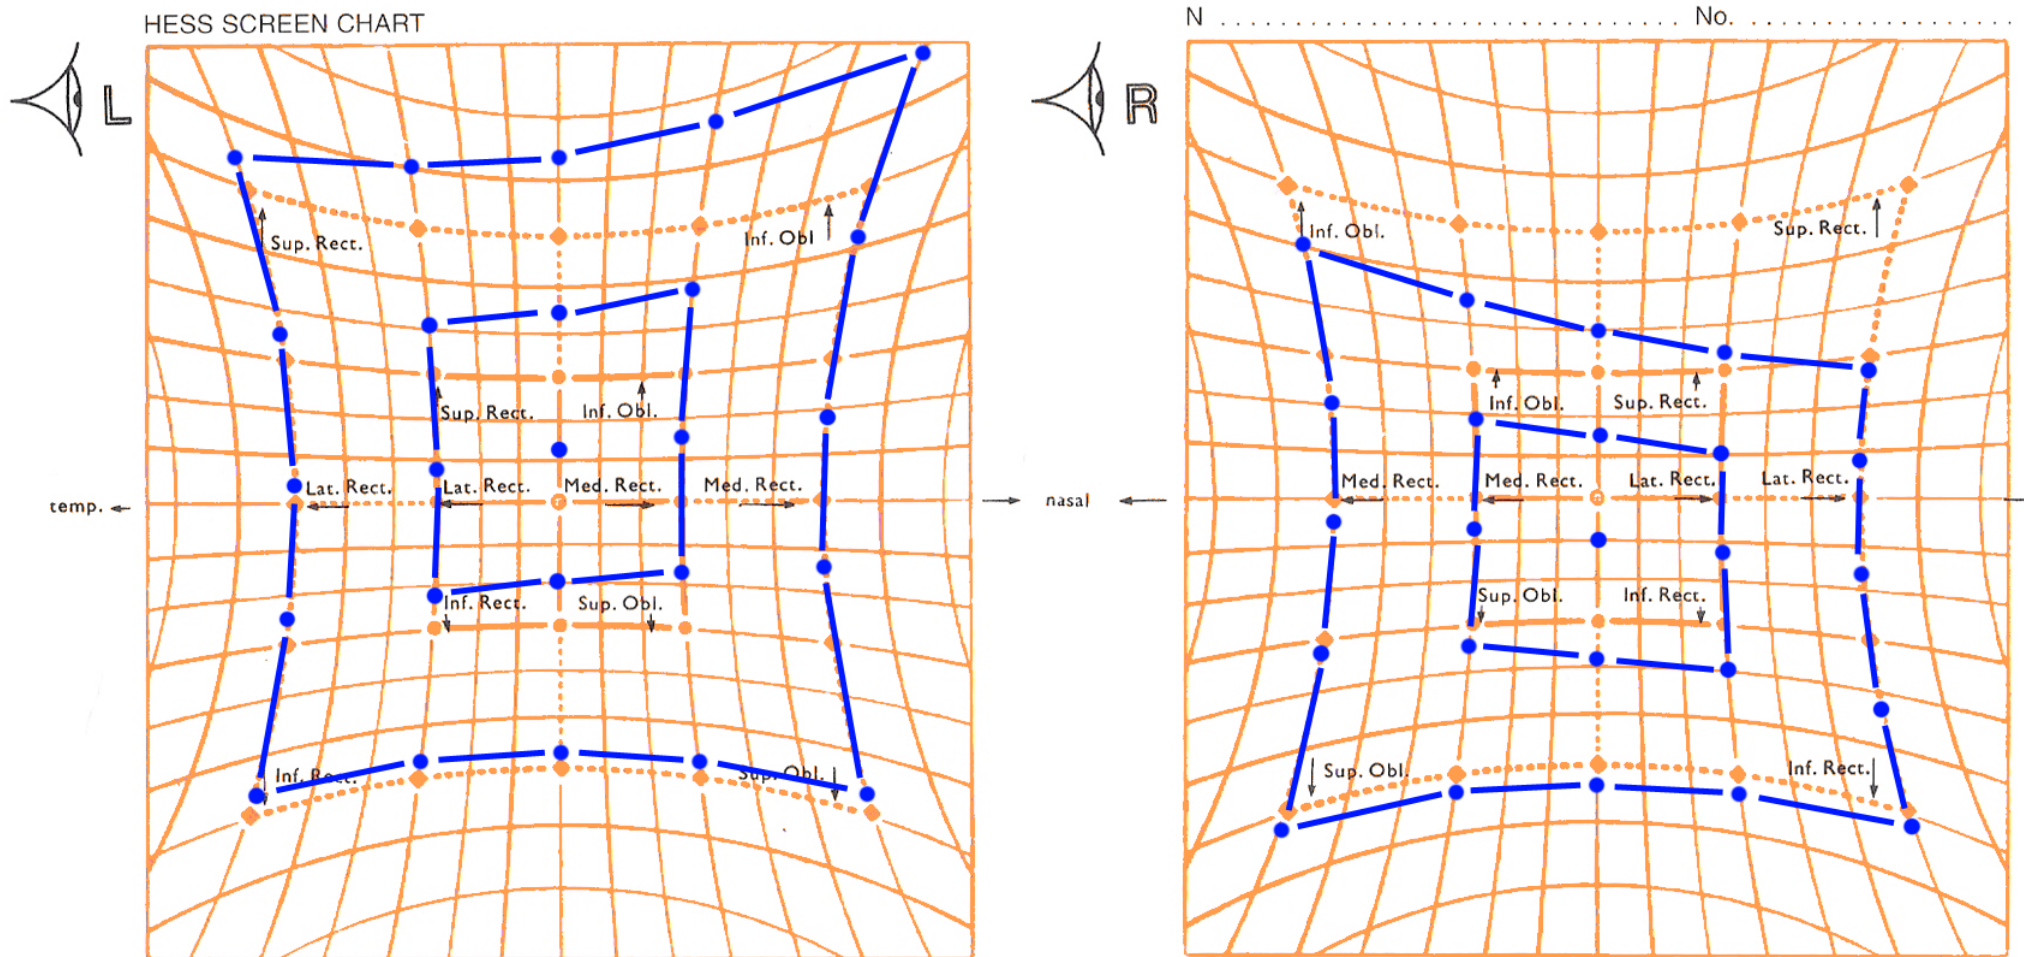 HESS SCREEN CHART
N ........................................ No. .........................
L
R
Sup. Rect.
Inf. Obl
Inf. Obl.
Sup. Rect.
Sup. Rect.
Inf. Obl.
Inf. Obl.
Sup. Rect.
temp.
Lat. Rect.
Lat. Rect.
Med. Rect.
Med. Rect.
nasal
Med. Rect.
Med. Rect.
Lat. Rect.
Lat. Rect.
Inf. Rect.
Sup. Obl.
Sup. Obl.
Inf. Rect.
Inf. Rect.
Sup. Obl.
Sup. Obl.
Inf. Rect.